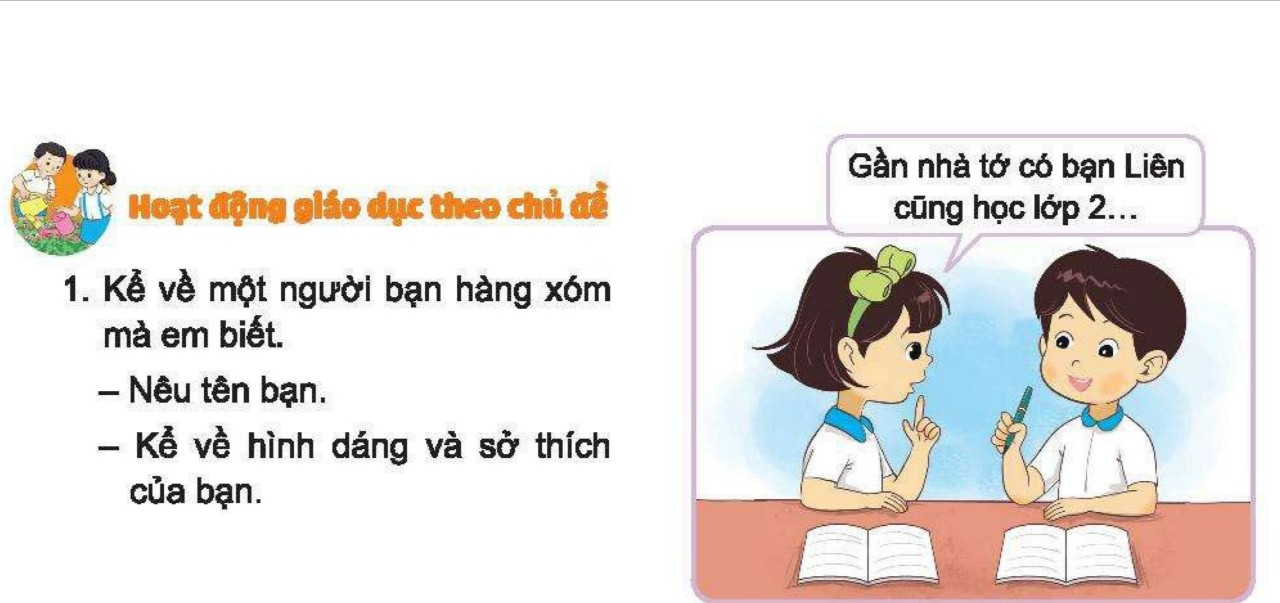 Hoạt động giáo dục theo chủ đề
1. Kể về một người bạn hàng xóm
mà em biết.
– Nêu tên bạn.
– Kể về hình dáng và sở thích
của bạn.
Gần nhà tớ có bạn Liên
cũng học lớp 2...